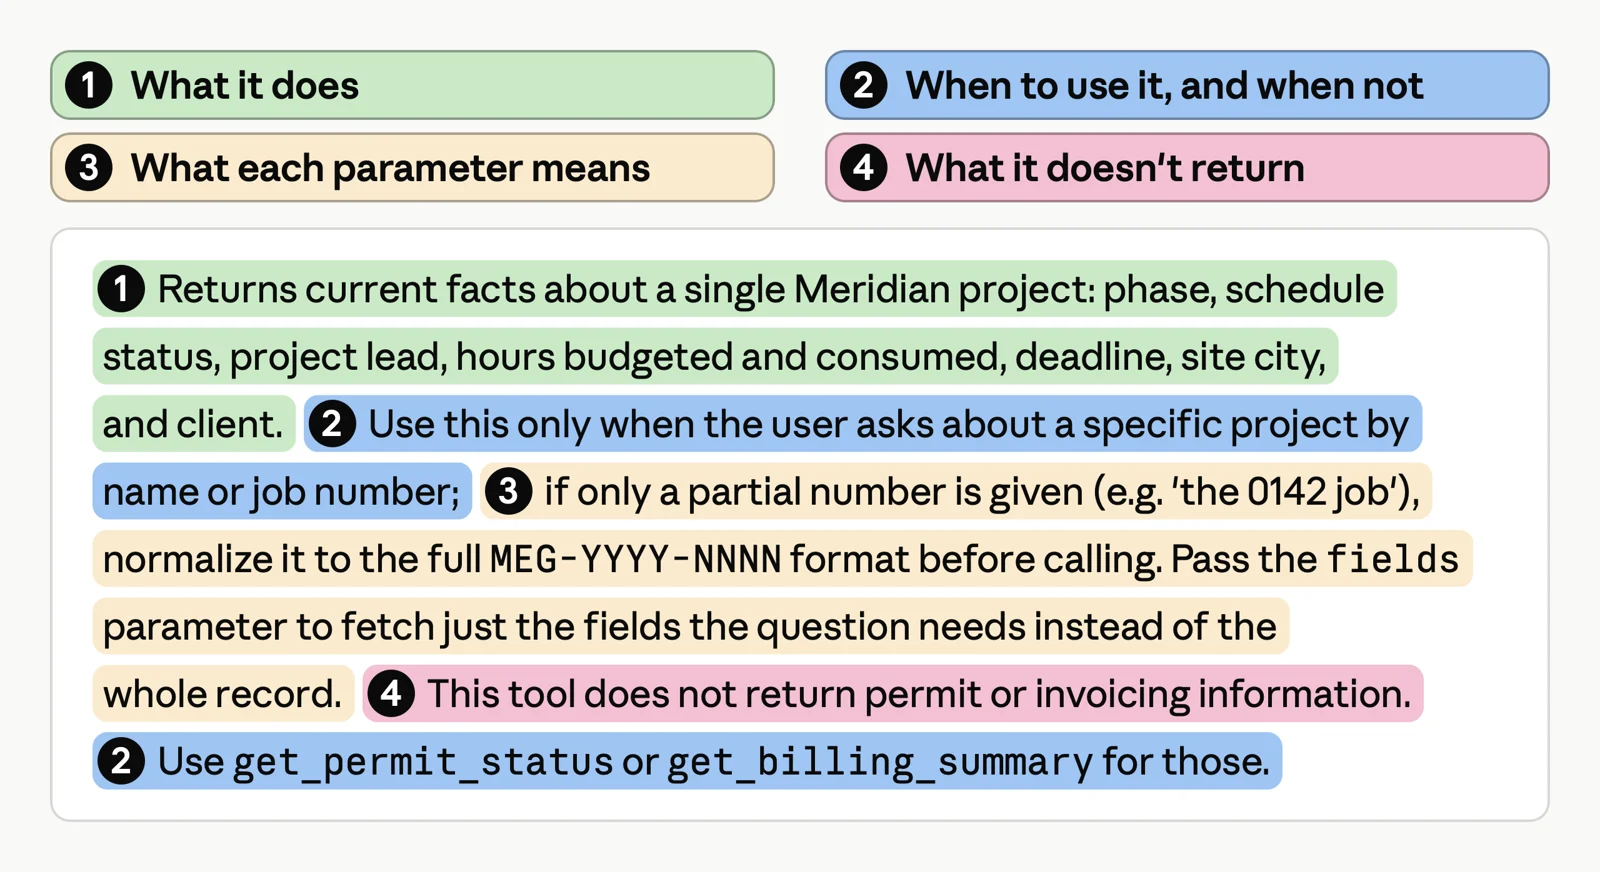 1 What it does
2 When to use it, and when not
3 What each parameter means
4 What it doesn't return
1 Returns current facts about a single Meridian project: phase, schedule
status, project lead, hours budgeted and consumed, deadline, site city,
and client. 2 Use this only when the user asks about a specific project by
name or job number; 3 if only a partial number is given (e.g. 'the 0142 job'),
normalize it to the full MEG-YYYY-NNNN format before calling. Pass the fields
parameter to fetch just the fields the question needs instead of the
whole record. 4 This tool does not return permit or invoicing information.
2 Use get_permit_status or get_billing_summary for those.